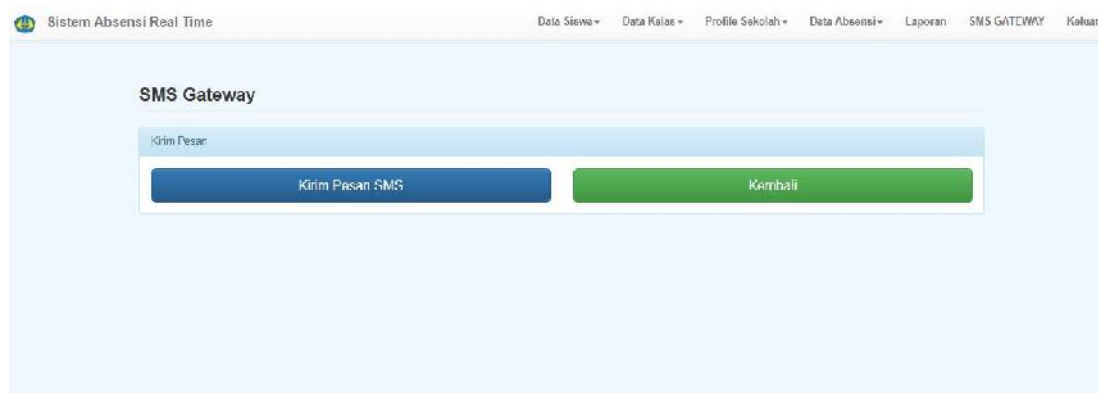 Sistem Absensi Real Time Data Siswa Data Kelas Profile Sekolah Data Absensi Laporan SMS GATEWAY Keluar
SMS Gateway
Kirim Pesan
Kirim Pesan SMS Kembali